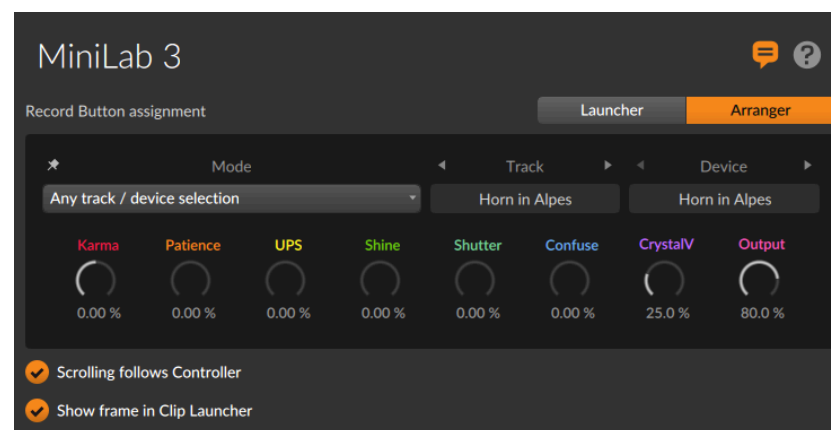 MiniLab 3
?
Record Button assignment
Launcher Arranger
Mode Track Device
Any track / device selection Horn in Alpes Horn in Alpes
Karma Patience UPS Shine Shutter Confuse CrystalV Output
0.00 % 0.00 % 0.00 % 0.00 % 0.00 % 0.00 % 25.0 % 80.0 %
Scrolling follows Controller
Show frame in Clip Launcher